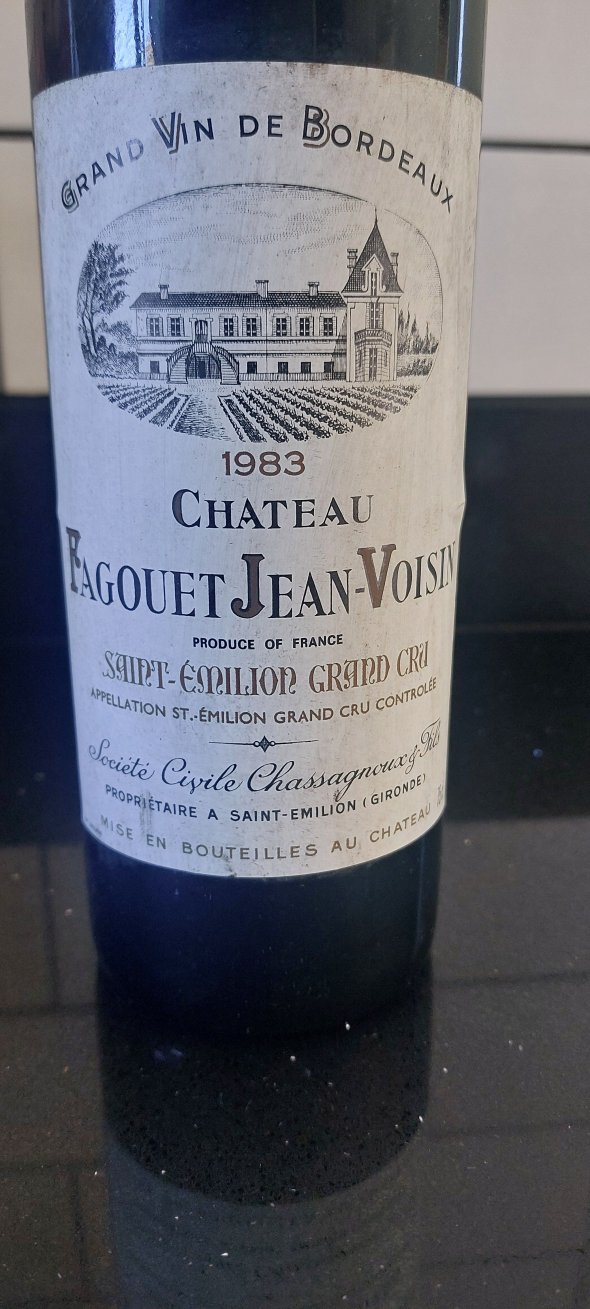 GRAND VIN DE BORDEAUX
1983
CHATEAU
FAGOUET JEAN-VOISIN
PRODUCE OF FRANCE
SAINT-ÉMILION GRAND CRU
APPELLATION ST.-ÉMILION GRAND CRU CONTROLÉE
Société Civile Chassagnoux & Fils
PROPRIÉTAIRE A SAINT-EMILION (GIRONDE)
MISE EN BOUTEILLES AU CHATEAU